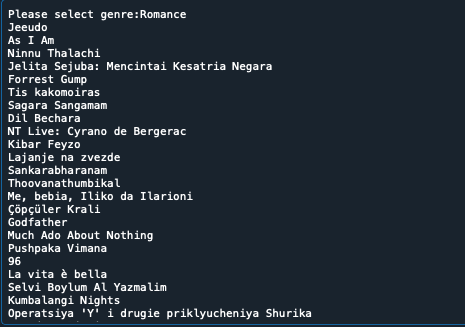 Please select genre:Romance
Jeeudo
As I Am
Ninnu Thalachi
Jelita Sejuba: Mencintai Kesatria Negara
Forrest Gump
Tis kakomoiras
Sagara Sangamam
Dil Bechara
NT Live: Cyrano de Bergerac
Kibar Feyzo
Lajanje na zvezde
Sankarabharanam
Thoovanathumbikal
Me, bebia, Iliko da Ilarioni
Çöpçüler Krali
Godfather
Much Ado About Nothing
Pushpaka Vimana
96
La vita è bella
Selvi Boylum Al Yazmalim
Kumbalangi Nights
Operatsiya 'Y' i drugie priklyucheniya Shurika